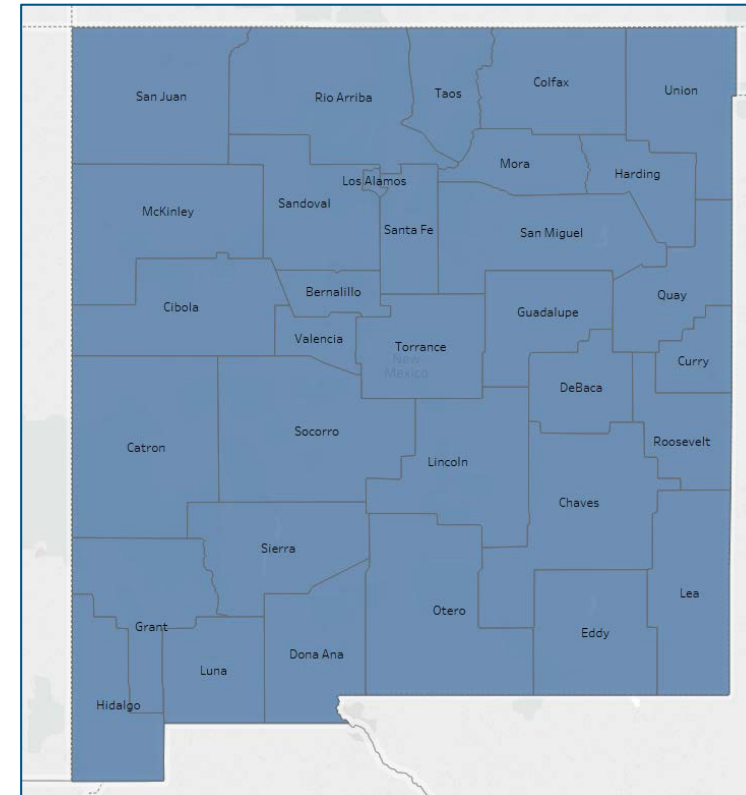 San Juan
Rio Arriba
Taos
Colfax
Union
Mora
Harding
Los Alamos
Sandoval
McKinley
Santa Fe
San Miguel
Bernalillo
Quay
Cibola
Guadalupe
Valencia
Torrance
New
Mexico
Curry
DeBaca
Socorro
Roosevelt
Catron
Lincoln
Chaves
Sierra
Lea
Otero
Grant
Eddy
Dona Ana
Luna
Hidalgo